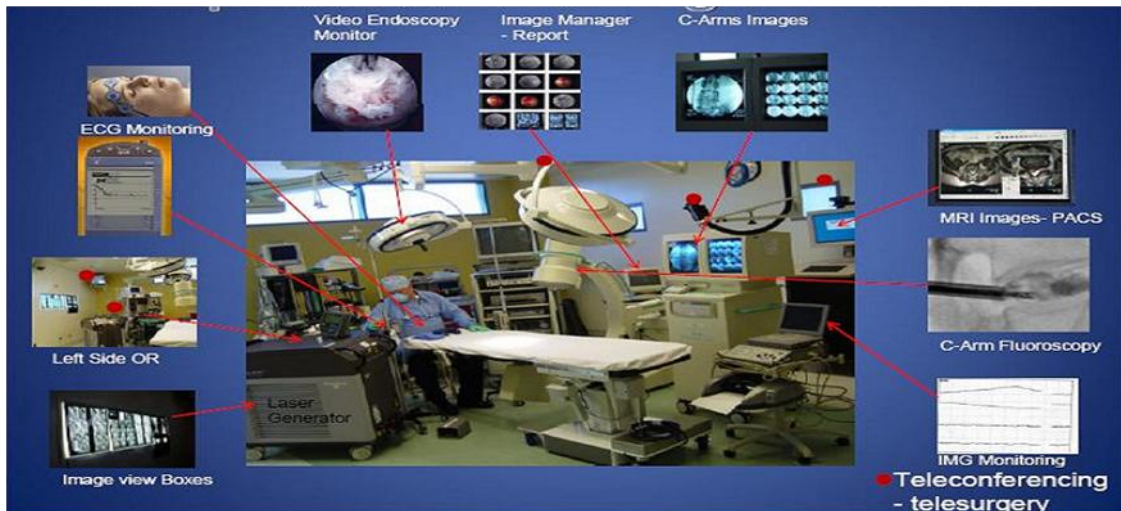 Video Endoscopy
Monitor
Image Manager
- Report
C-Arms Images
ECG Monitoring
MRI Images- PACS
Left Side OR
C-Arm Fluoroscopy
Laser
Generator
Image view Boxes
IMG Monitoring
Teleconferencing
- telesurgery